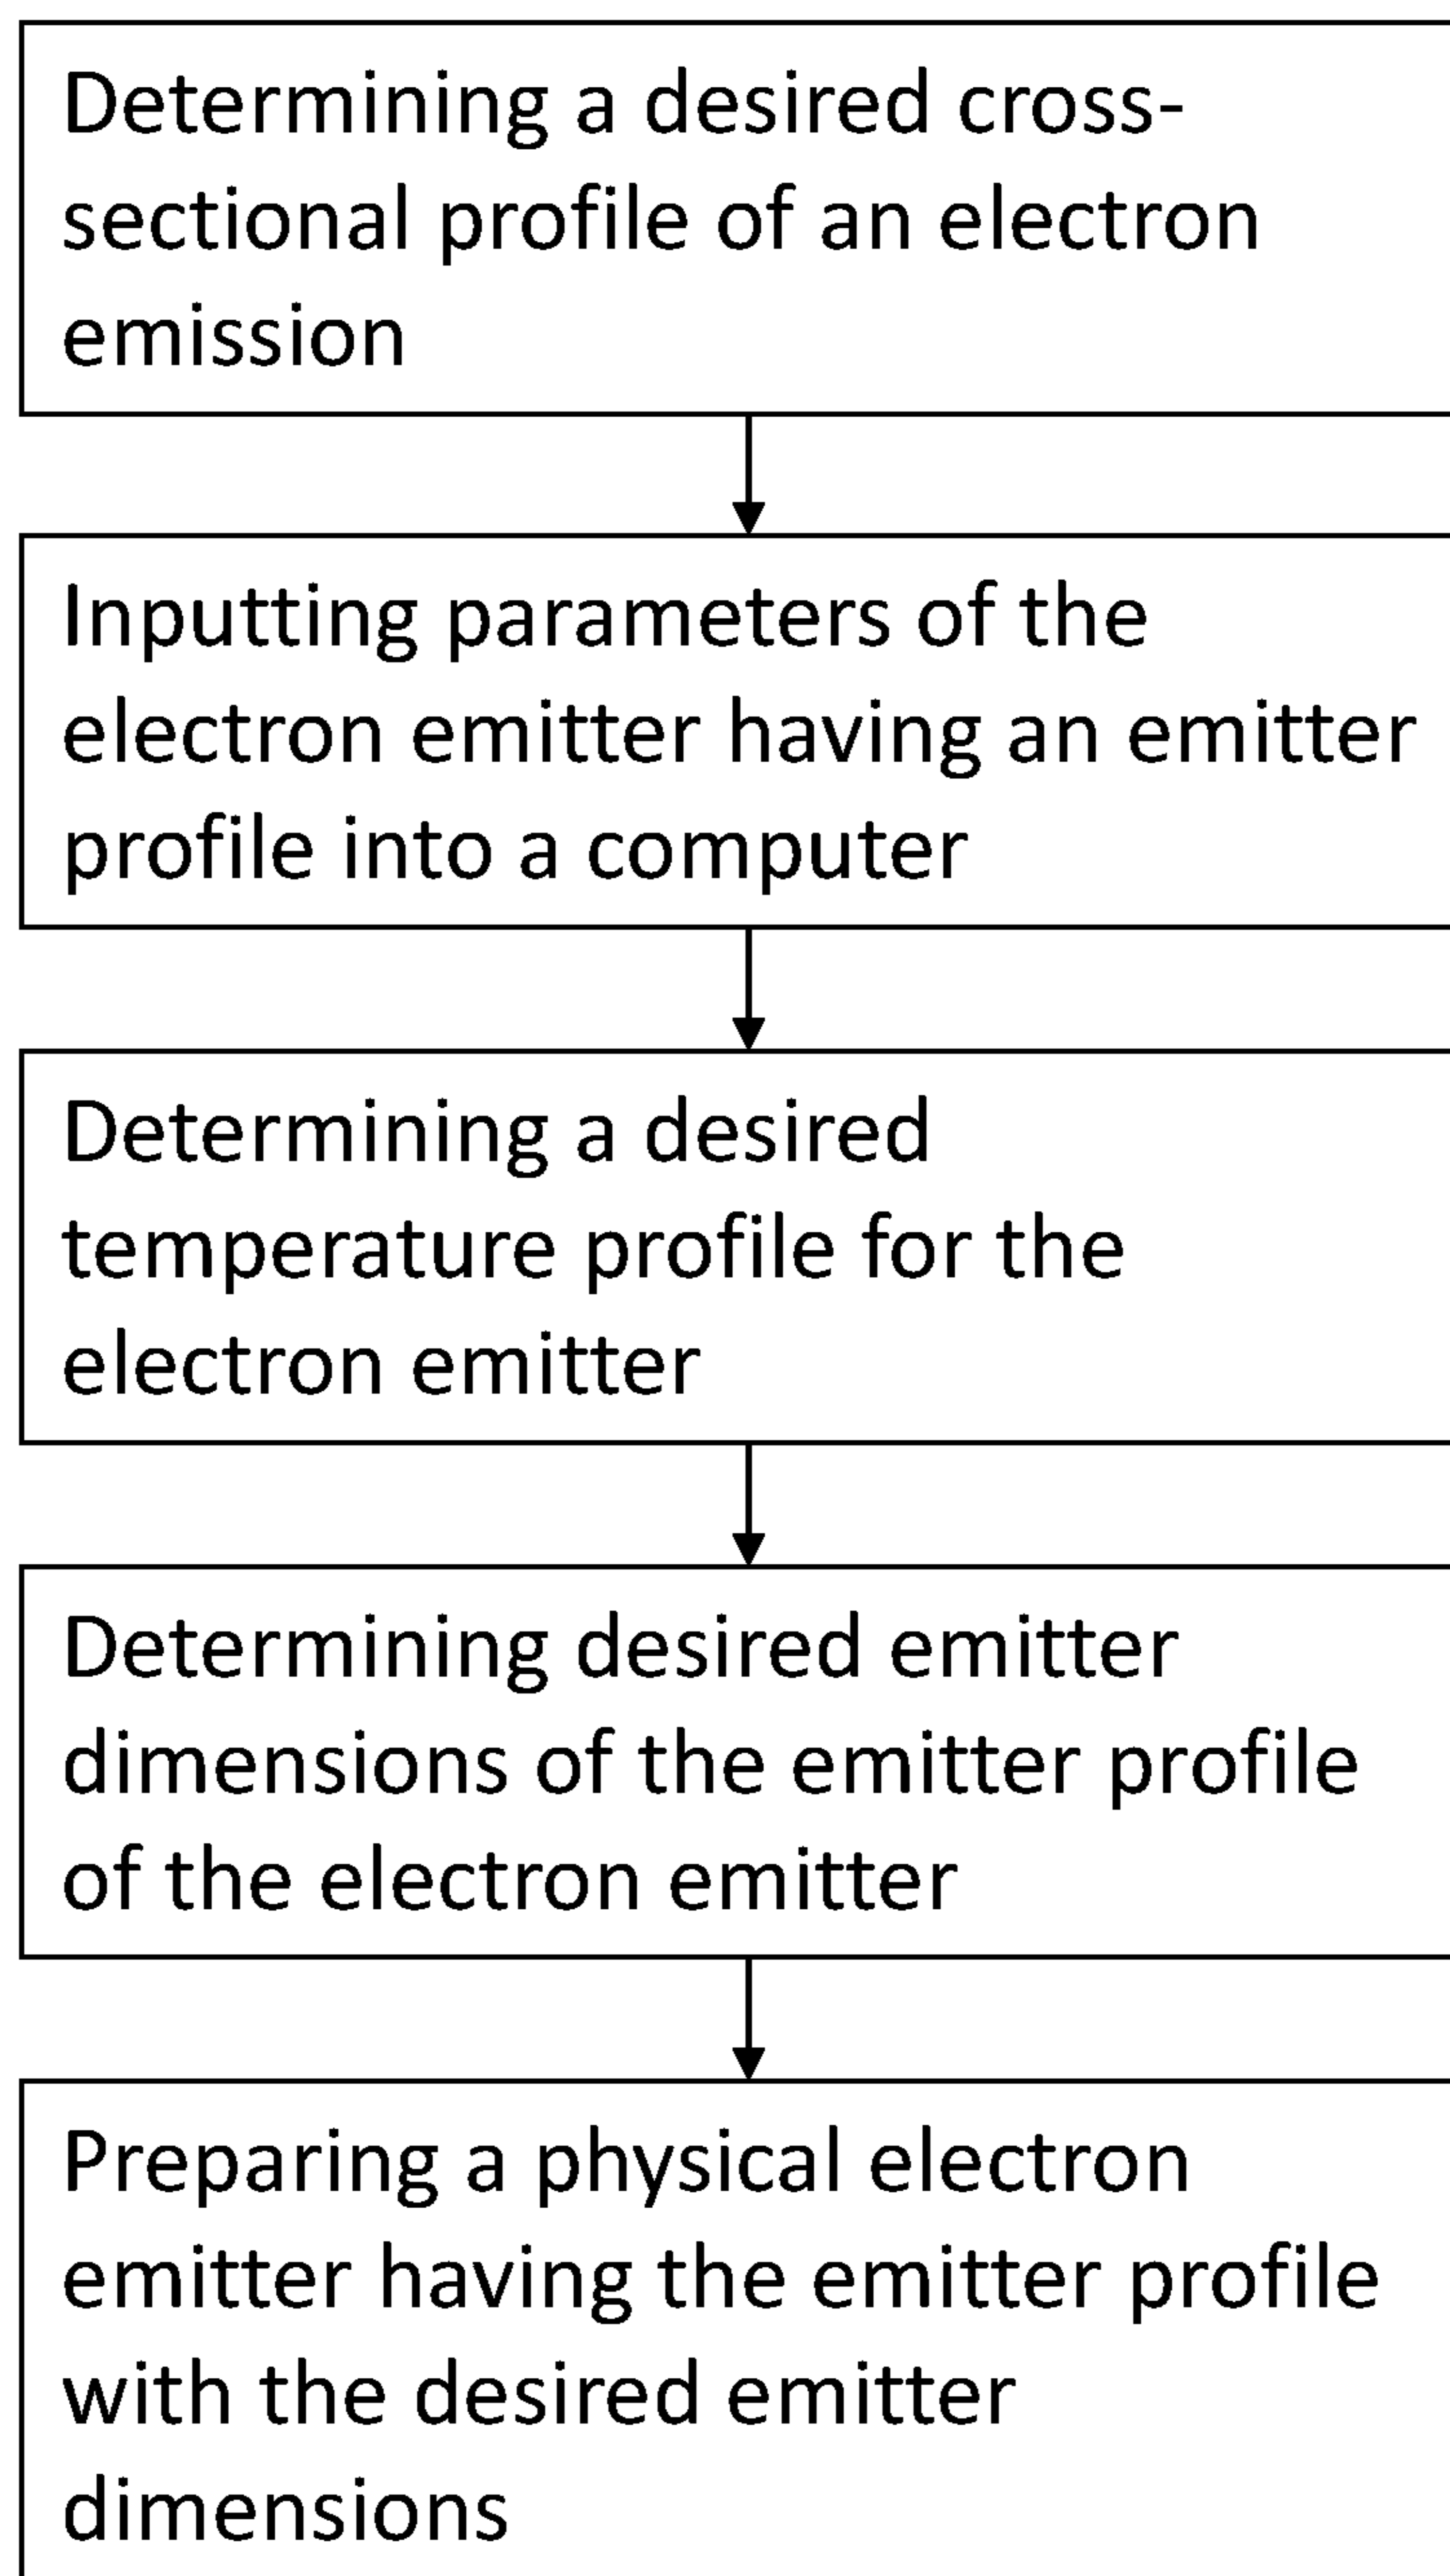 Determining a desired cross-
sectional profile of an electron
emission
Inputting parameters of the
electron emitter having an emitter
profile into a computer
Determining a desired
temperature profile for the
electron emitter
Determining desired emitter
dimensions of the emitter profile
of the electron emitter
Preparing a physical electron
emitter having the emitter profile
with the desired emitter
dimensions